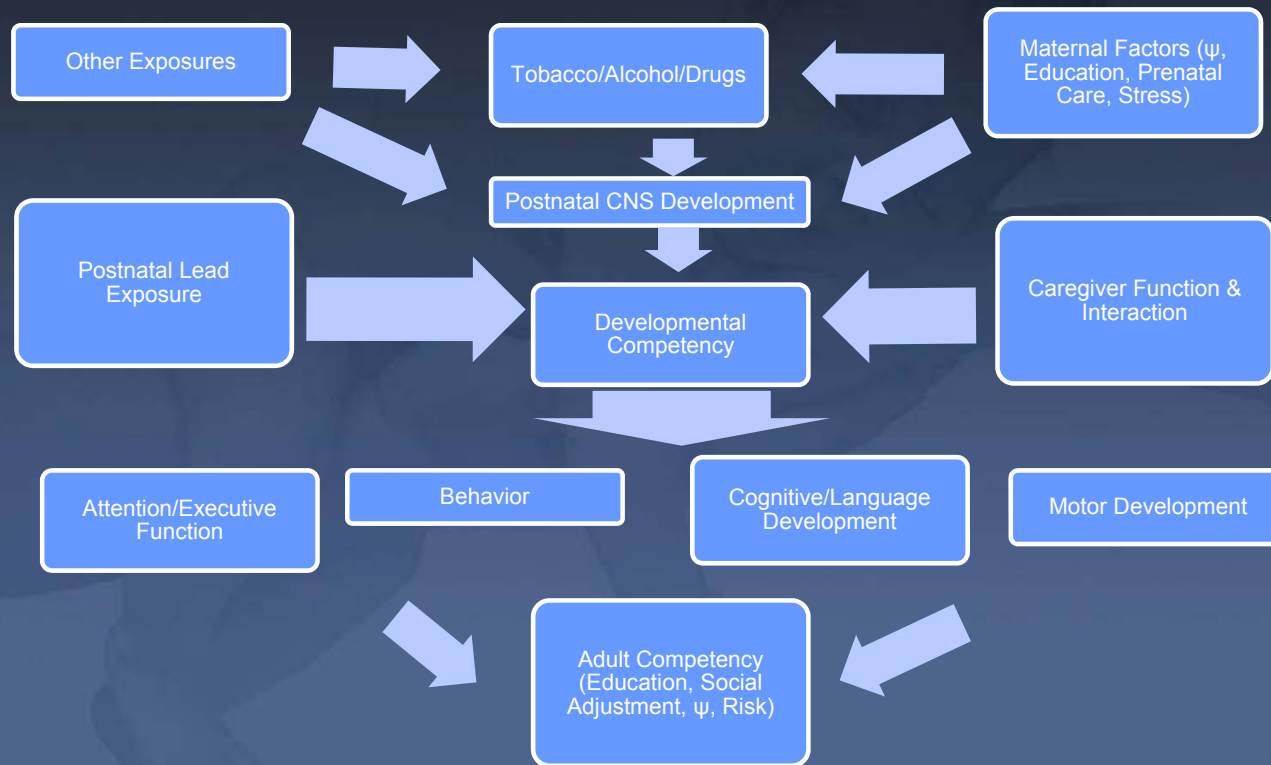 Other Exposures
Tobacco/Alcohol/Drugs
Maternal Factors (ψ,
Education, Prenatal
Care, Stress)
Postnatal CNS Development
Postnatal Lead
Exposure
Developmental
Competency
Caregiver Function &
Interaction
Attention/Executive
Function
Behavior
Cognitive/Language
Development
Motor Development
Adult Competency
(Education, Social
Adjustment, ψ, Risk)